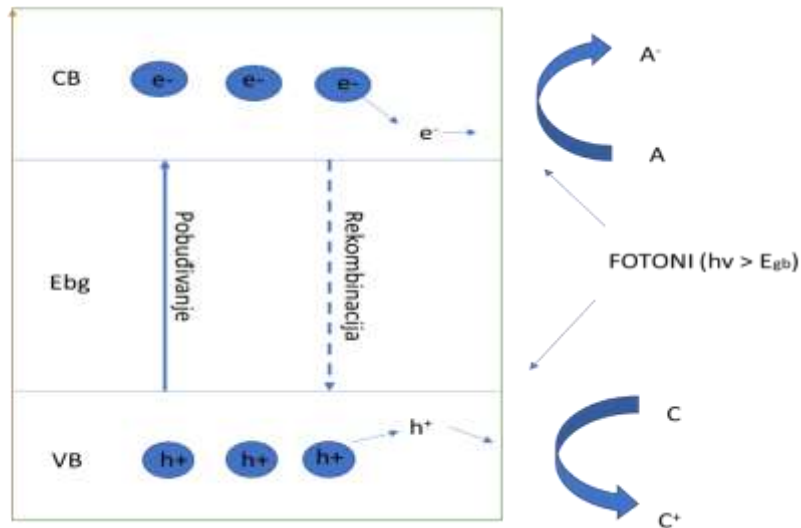 CB
e-
e-
e-
e-
A-
A
Pobuđivanje
Rekombinacija
Ebg
FOTONI (hv > Egb)
VB
h+
h+
h+
h+
C
C+